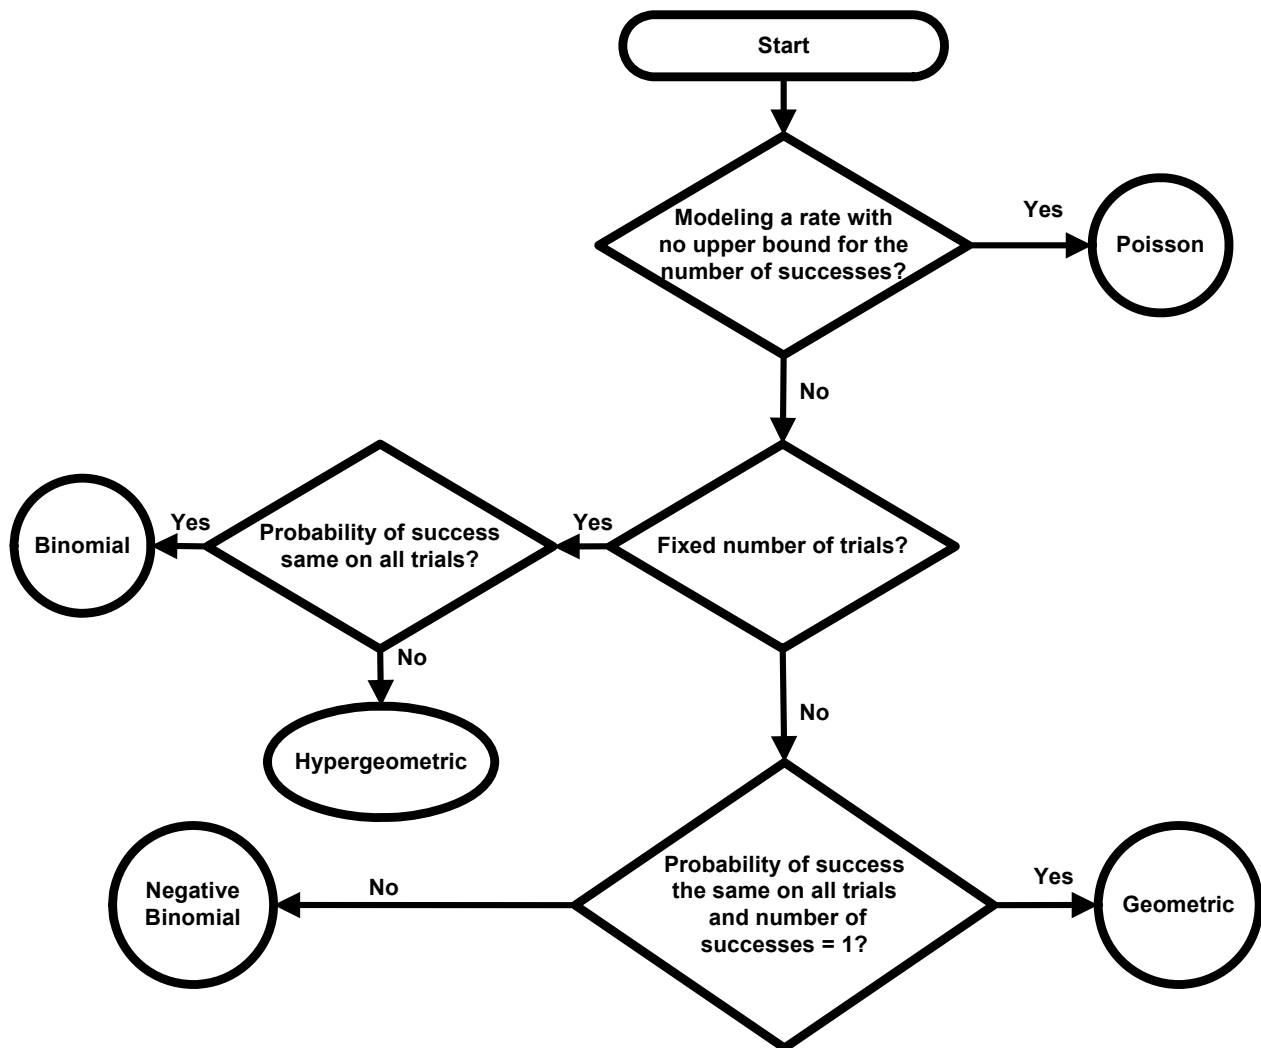 Start
Modeling a rate with
no upper bound for the
number of successes?
Yes
Poisson
No
Binomial
Yes
Probability of success
same on all trials?
Yes
Fixed number of trials?
No
Hypergeometric
No
Negative
Binomial
No
Probability of success
the same on all trials
and number of
successes = 1?
Yes
Geometric